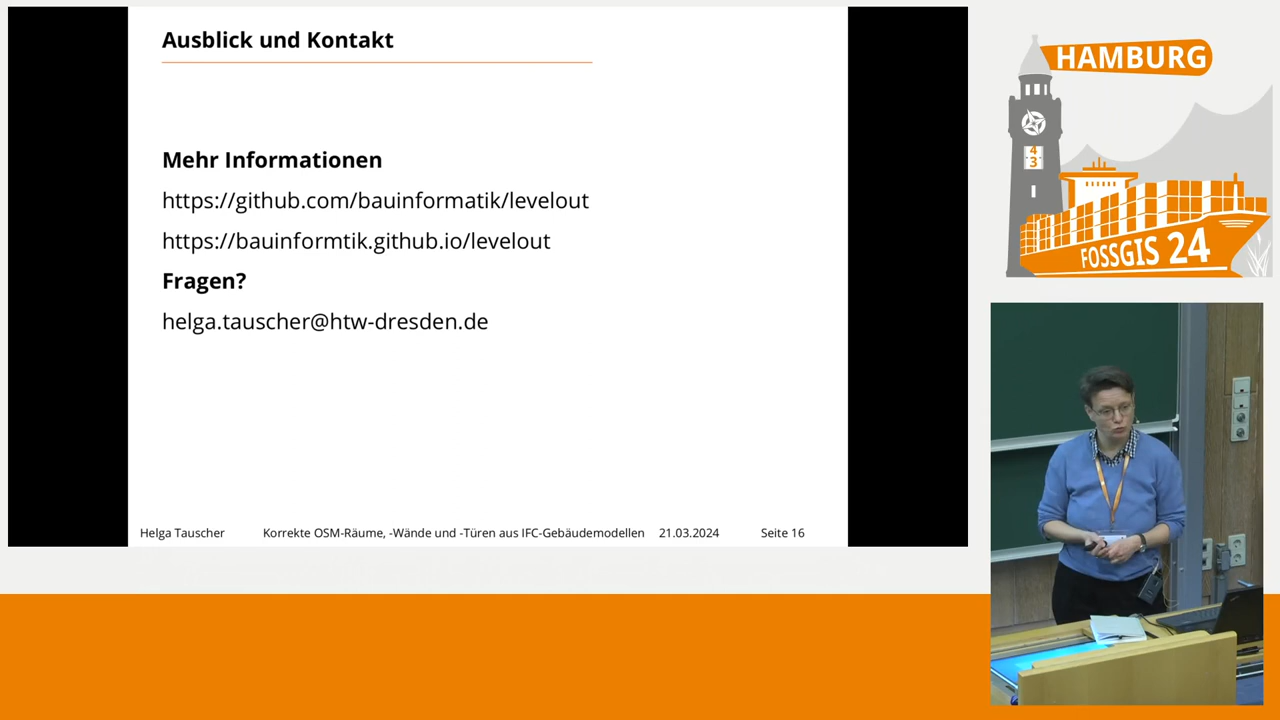 Ausblick und Kontakt
Mehr Informationen
https://github.com/bauinformatik/levelout
https://bauinformtik.github.io/levelout
Fragen?
helga.tauscher@htw-dresden.de
Helga Tauscher Korrekte OSM-Räume, -Wände und -Türen aus IFC-Gebäudemodellen 21.03.2024 Seite 16
HAMBURG
4
3
FOSSGIS 24